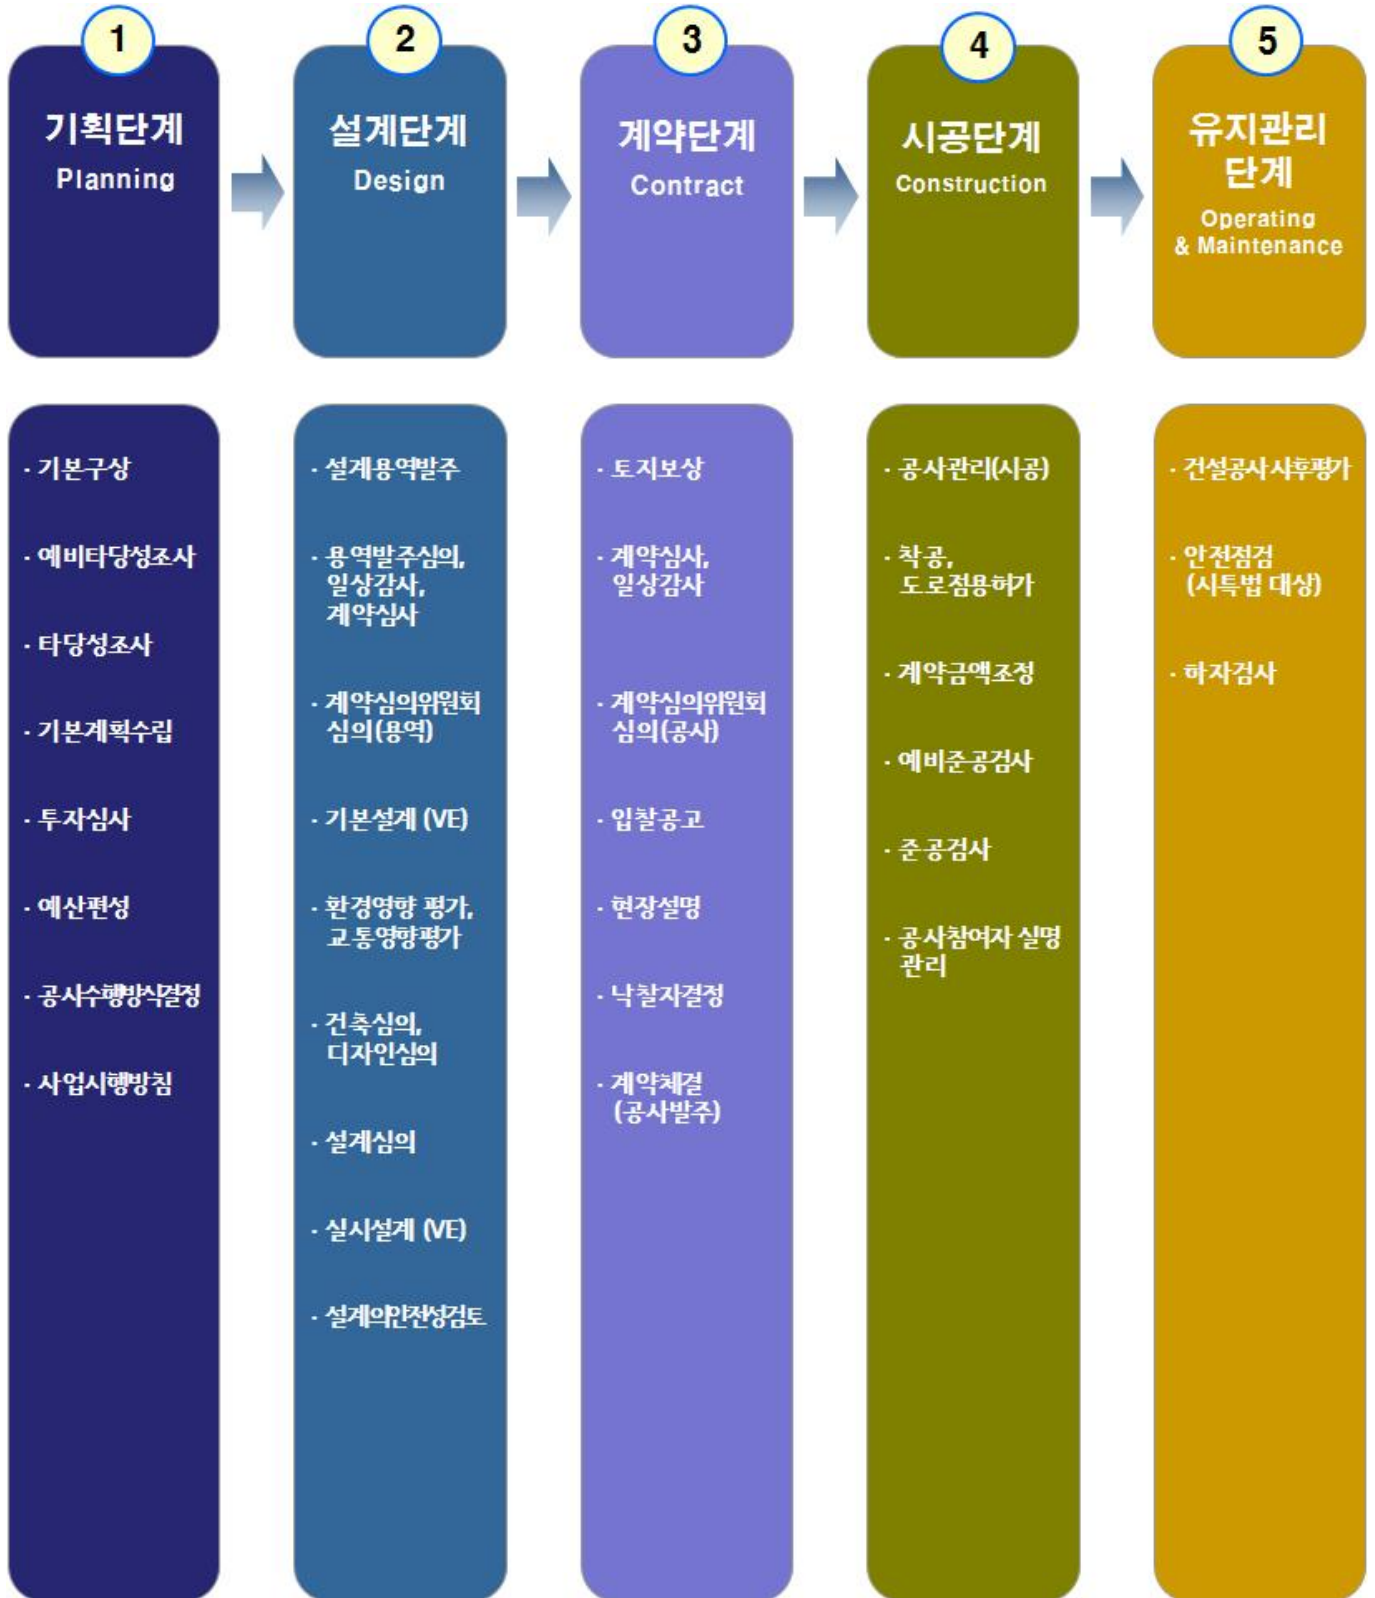 1
기획단계
Planning
2
설계단계
Design
3
계약단계
Contract
4
시공단계
Construction
5
유지관리
단계
Operating
& Maintenance
· 기본구상
· 예비타당성조사
· 타당성조사
· 기본계획수립
· 투자심사
· 예산편성
· 공사수행방식결정
· 사업시행방침
· 설계용역발주
· 용역발주심의,
일상감사,
계약심사
· 계약심의위원회
심의(용역)
· 기본설계 (VE)
· 환경영향 평가,
교통영향평가
· 건축심의,
디자인심의
· 설계심의
· 실시설계 (VE)
· 설계의안전성검토
· 토지보상
· 계약심사,
일상감사
· 계약심의위원회
심의(공사)
· 입찰공고
· 현장설명
· 낙찰자결정
· 계약체결
(공사발주)
· 공사관리(시공)
· 착공,
도로점용허가
· 계약금액조정
· 예비준공검사
· 준공검사
· 공사참여자 실명
관리
· 건설공사 사후평가
· 안전점검
(시특법 대상)
· 하자검사